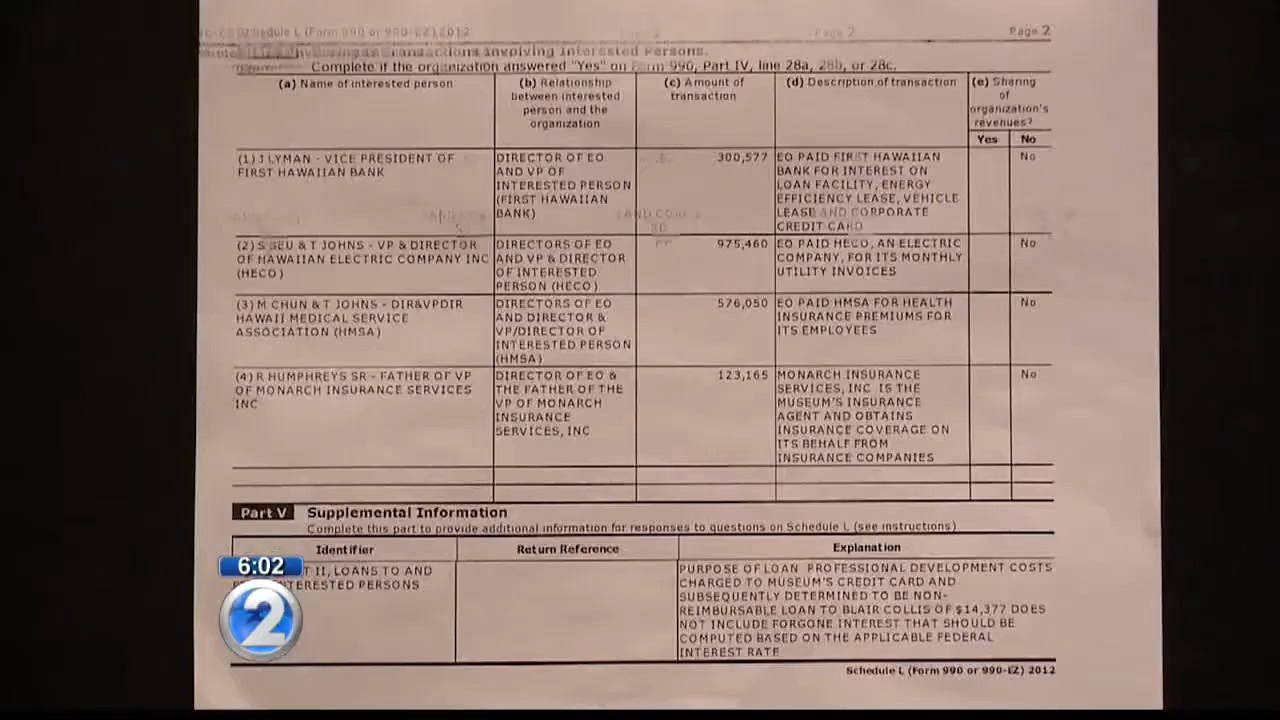 Schedule L (Form 990 or 990-EZ) 2012 Page 2 Page 2
Transactions Involving Interested Persons.
Complete if the organization answered "Yes" on Form 990, Part IV, line 28a, 28b, or 28c.
(a) Name of interested person
(b) Relationship
between interested
person and the
organization
(c) Amount of
transaction
(d) Description of transaction
(e) Sharing
of
organization's
revenues?
Yes No
(1) J LYMAN - VICE PRESIDENT OF
FIRST HAWAIIAN BANK
DIRECTOR OF EO
AND VP OF
INTERESTED PERSON
(FIRST HAWAIIAN
BANK)
300,577
EO PAID FIRST HAWAIIAN
BANK FOR INTEREST ON
LOAN FACILITY, ENERGY
EFFICIENCY LEASE, VEHICLE
LEASE AND CORPORATE
CREDIT CARD
No
(2) S SEU & T JOHNS - VP & DIRECTOR
OF HAWAIIAN ELECTRIC COMPANY INC
(HECO)
DIRECTORS OF EO
AND VP & DIRECTOR
OF INTERESTED
PERSON (HECO)
975,460
EO PAID HECO, AN ELECTRIC
COMPANY, FOR ITS MONTHLY
UTILITY INVOICES
No
(3) M CHUN & T JOHNS - DIR&VPDIR
HAWAII MEDICAL SERVICE
ASSOCIATION (HMSA)
DIRECTORS OF EO
AND DIRECTOR &
VP/DIRECTOR OF
INTERESTED PERSON
(HMSA)
576,050
EO PAID HMSA FOR HEALTH
INSURANCE PREMIUMS FOR
ITS EMPLOYEES
No
(4) R HUMPHREYS SR - FATHER OF VP
OF MONARCH INSURANCE SERVICES
INC
DIRECTOR OF EO &
THE FATHER OF THE
VP OF MONARCH
INSURANCE
SERVICES, INC
123,165
MONARCH INSURANCE
SERVICES, INC IS THE
MUSEUM'S INSURANCE
AGENT AND OBTAINS
INSURANCE COVERAGE ON
ITS BEHALF FROM
INSURANCE COMPANIES
No
Part V Supplemental Information
Complete this part to provide additional information for responses to questions on Schedule L (see instructions)
Identifier Return Reference Explanation
T II, LOANS TO AND
INTERESTED PERSONS
PURPOSE OF LOAN PROFESSIONAL DEVELOPMENT COSTS
CHARGED TO MUSEUM'S CREDIT CARD AND
SUBSEQUENTLY DETERMINED TO BE NON-
REIMBURSABLE LOAN TO BLAIR COLLIS OF $14,377 DOES
NOT INCLUDE FORGONE INTEREST THAT SHOULD BE
COMPUTED BASED ON THE APPLICABLE FEDERAL
INTEREST RATE
Schedule L (Form 990 or 990-EZ) 2012
6:02
2